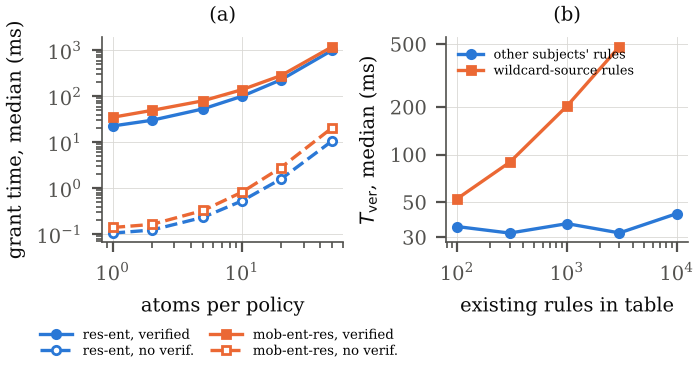 (a)
grant time, median (ms)
10³
10²
10¹
10⁰
10⁻¹
10⁰
10¹
atoms per policy
res-ent, verified
res-ent, no verif.
mob-ent-res, verified
mob-ent-res, no verif.
(b)
T_ver, median (ms)
500
200
100
50
30
other subjects' rules
wildcard-source rules
10²
10³
10⁴
existing rules in table